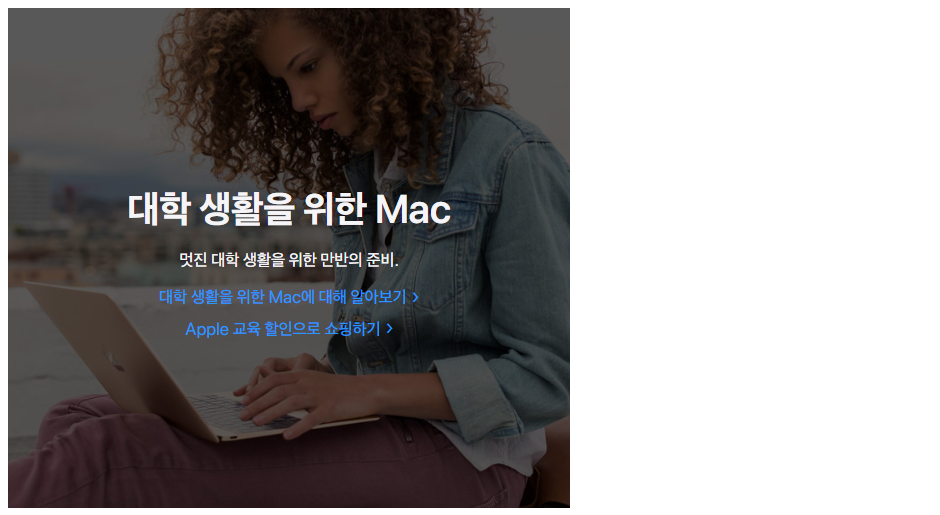 대학 생활을 위한 Mac
멋진 대학 생활을 위한 만반의 준비.
대학 생활을 위한 Mac에 대해 알아보기 >
Apple 교육 할인으로 쇼핑하기 >